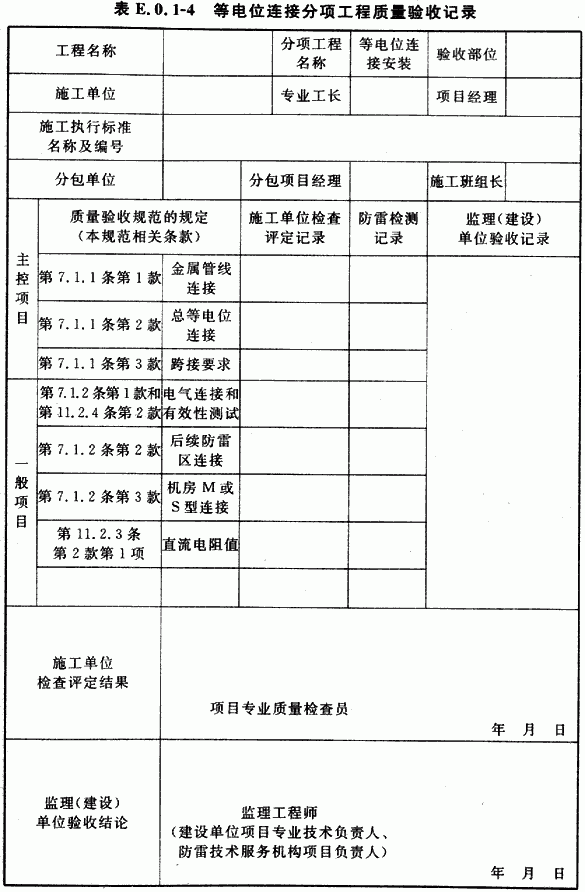 表 E.0.1-4 等电位连接分项工程质量验收记录
工程名称 分项工程名称 等电位连接安装 验收部位
施工单位 专业工长 项目经理
施工执行标准
名称及编号
分包单位 分包项目经理 施工班组长
主控项目
质量验收规范的规定
(本规范相关条款)
施工单位检查
评定记录
防雷检测
记录
监理(建设)
单位验收记录
第 7.1.1 条第 1 款 金属管线连接
第 7.1.1 条第 2 款 总等电位连接
第 7.1.1 条第 3 款 跨接要求
一般项目
第 7.1.2 条第 1 款和
第 11.2.4 条第 2 款
电气连接和
有效性测试
第 7.1.2 条第 2 款 后续防雷区连接
第 7.1.2 条第 3 款 机房 M 或 S 型连接
第 11.2.3 条
第 2 款第 1 项
直流电阻值
施工单位
检查评定结果
项目专业质量检查员
年 月 日
监理(建设)
单位验收结论
监理工程师
(建设单位项目专业技术负责人、
防雷技术服务机构项目负责人)
年 月 日